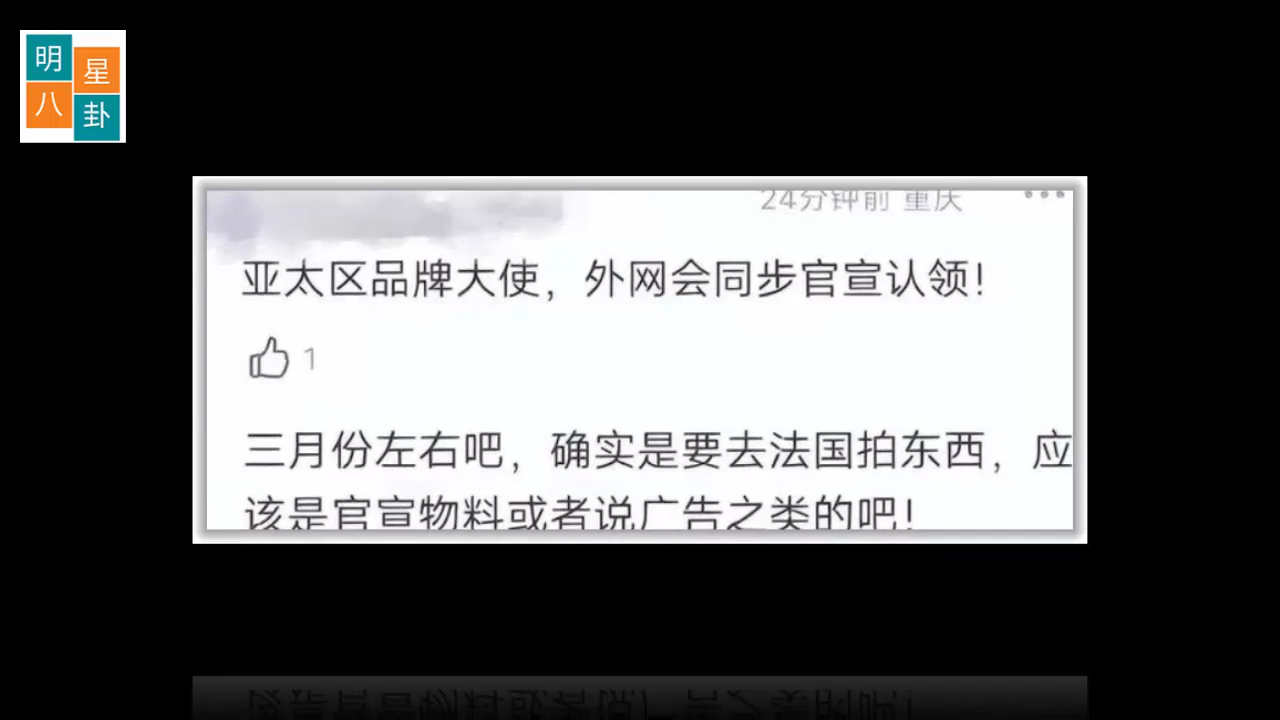 明星八卦
24分钟前 重庆
亚太区品牌大使，外网会同步官宣认领！
1
三月份左右吧，确实是要去法国拍东西，应
该是官宣物料或者说广告之类的吧！